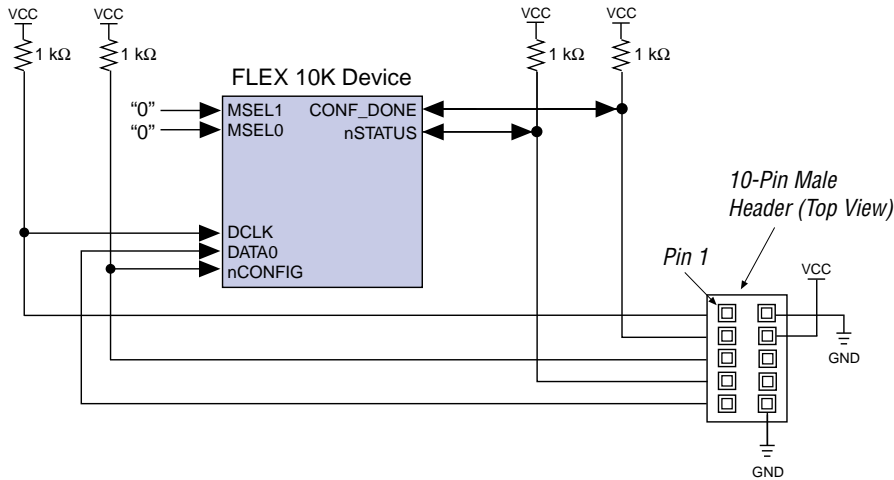 VCC
VCC
VCC
VCC
1 kΩ
1 kΩ
1 kΩ
1 kΩ
FLEX 10K Device
“0”
MSEL1
CONF_DONE
“0”
MSEL0
nSTATUS
10-Pin Male
Header (Top View)
DCLK
DATA0
nCONFIG
Pin 1
VCC
GND
GND